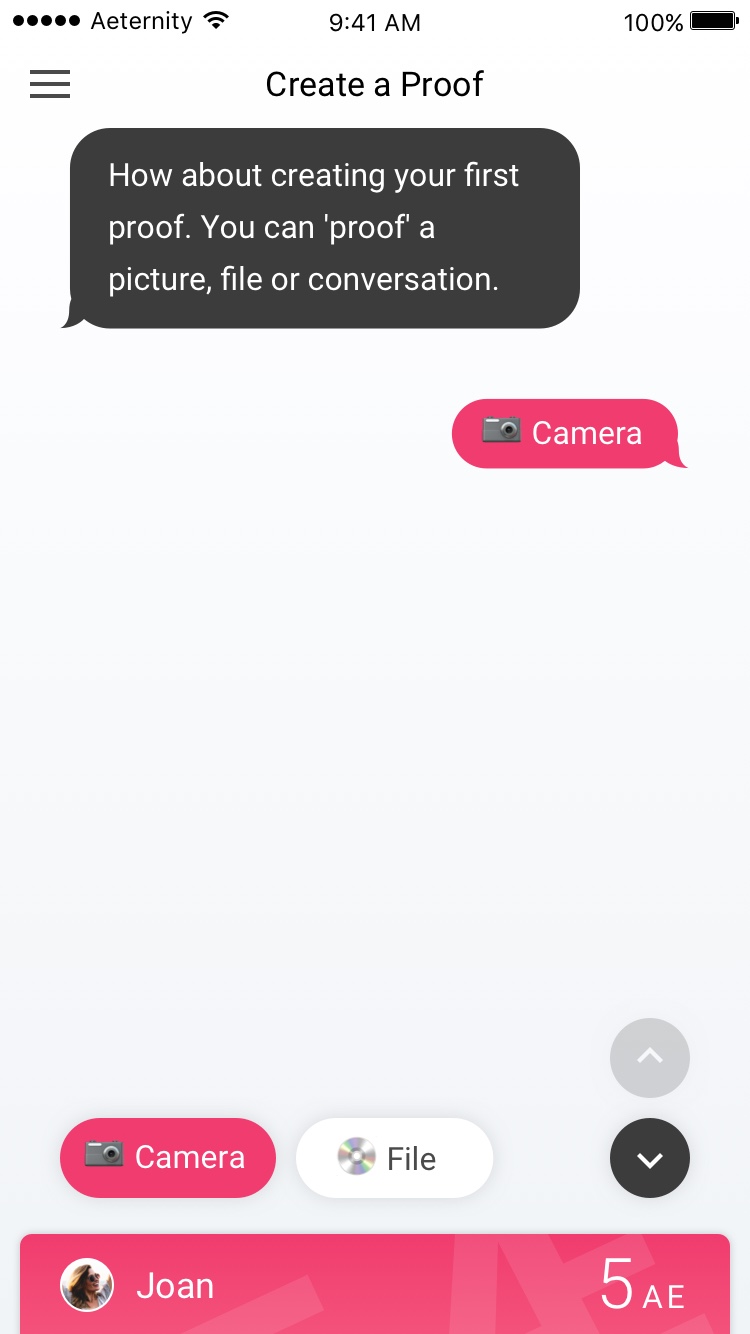 Aeternity 9:41 AM 100%
Create a Proof
How about creating your first
proof. You can 'proof' a
picture, file or conversation.
Camera
Camera File
Joan 5 AE